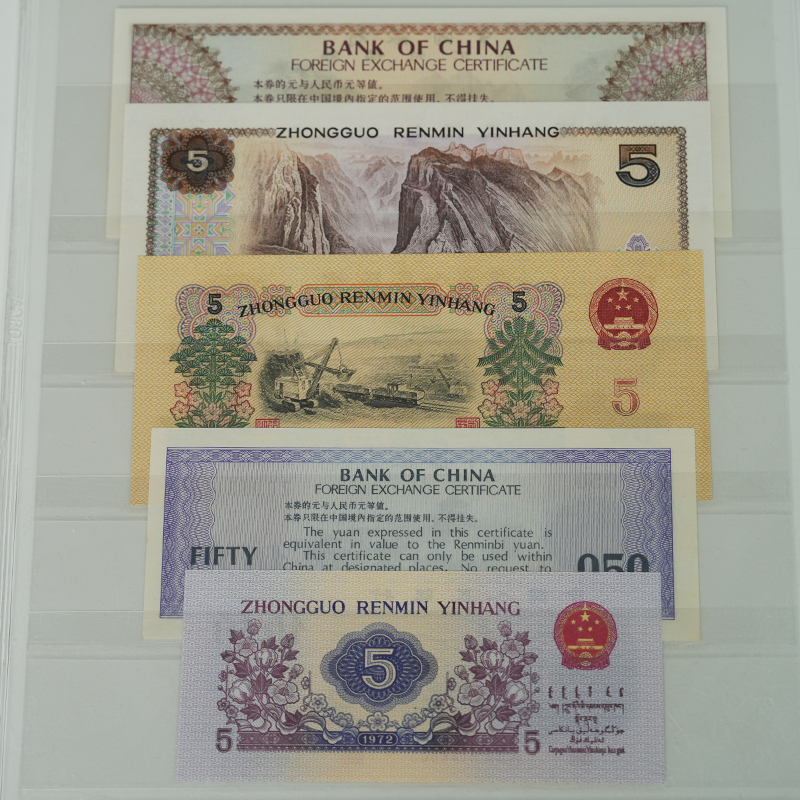 BANK OF CHINA
FOREIGN EXCHANGE CERTIFICATE
本券的元与人民币元等值。
本券只限在中国境内指定的范围使用,不得挂失。
ZHONGGUO RENMIN YINHANG
5 5
5 ZHONGGUO RENMIN YINHANG 5
5
BANK OF CHINA
FOREIGN EXCHANGE CERTIFICATE
本券的元与人民币元等值。
本券只限在中国境内指定的范围使用,不得挂失。
The yuan expressed in this certificate is
equivalent in value to the Renminbi yuan.
This certificate can only be used within
China at designated places. No request to
FIFTY 050
ZHONGGUO RENMIN YINHANG
5
5 1972 5